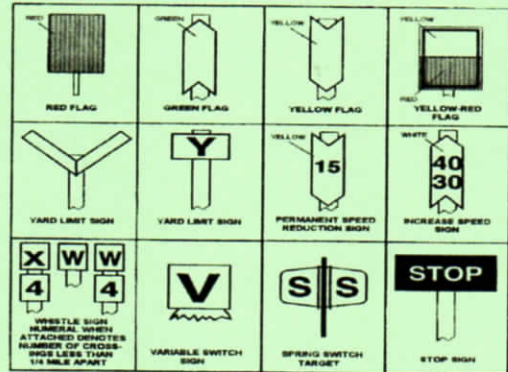 RED
RED FLAG
GREEN
GREEN FLAG
YELLOW
YELLOW FLAG
YELLOW
RED
YELLOW-RED
FLAG
YARD LIMIT SIGN
Y
YARD LIMIT SIGN
YELLOW
15
PERMANENT SPEED
REDUCTION SIGN
WHITE
40
30
INCREASE SPEED
SIGN
X W W
4 4
WHISTLE SIGN
NUMERAL WHEN
ATTACHED DENOTES
NUMBER OF CROSS-
INGS LESS THAN
1/4 MILE APART
V
VARIABLE SWITCH
SIGN
S S
SPRING SWITCH
TARGET
STOP
STOP SIGN